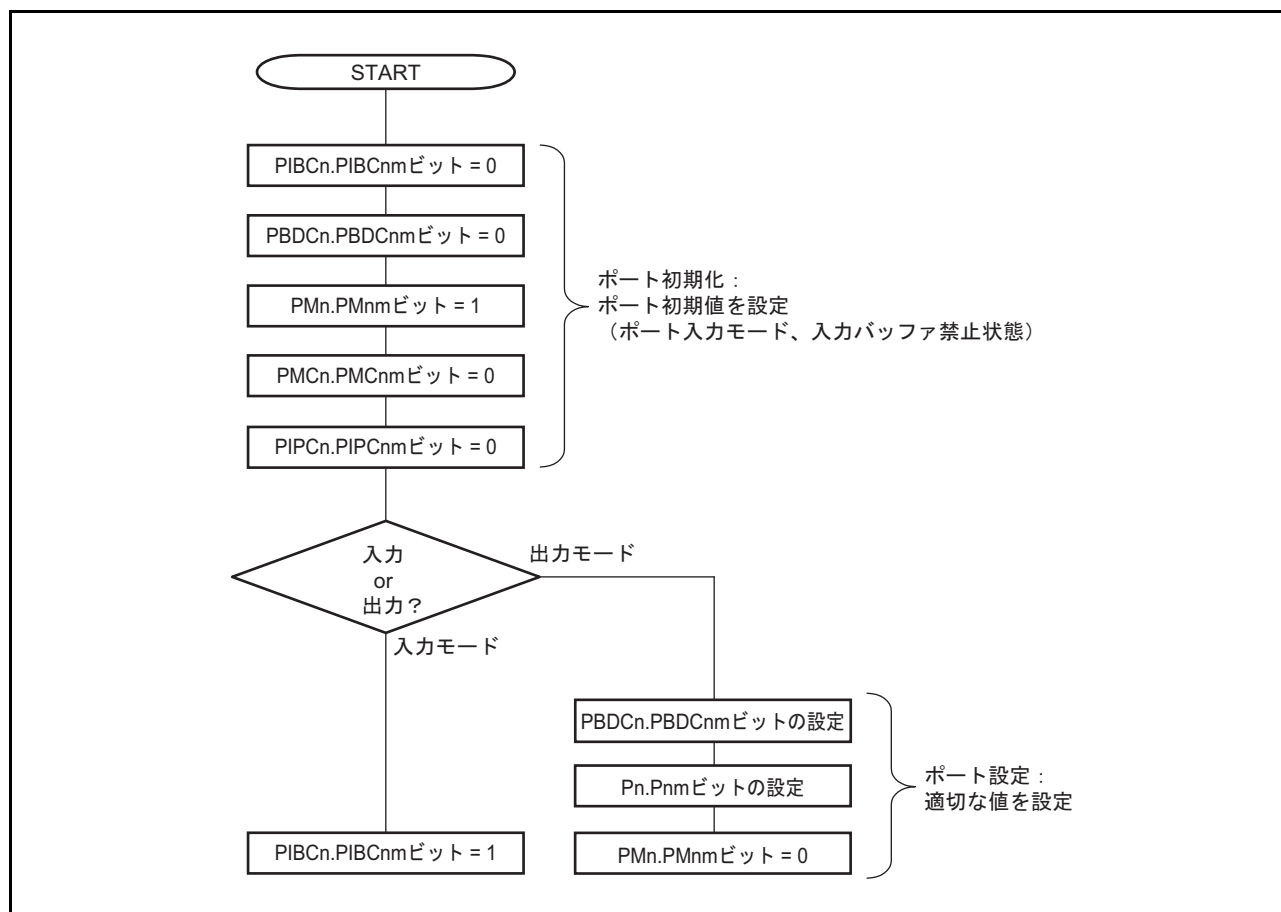 START
PIBCn.PIBCnmビット = 0
PBDCn.PBDCnmビット = 0
PMn.PMnmビット = 1
PMCn.PMCnmビット = 0
PIPCn.PIPCnmビット = 0
ポート初期化：
ポート初期値を設定
（ポート入力モード、入力バッファ禁止状態）
入力
or
出力？
出力モード
入力モード
PBDCn.PBDCnmビットの設定
Pn.Pnmビットの設定
PMn.PMnmビット = 0
ポート設定：
適切な値を設定
PIBCn.PIBCnmビット = 1